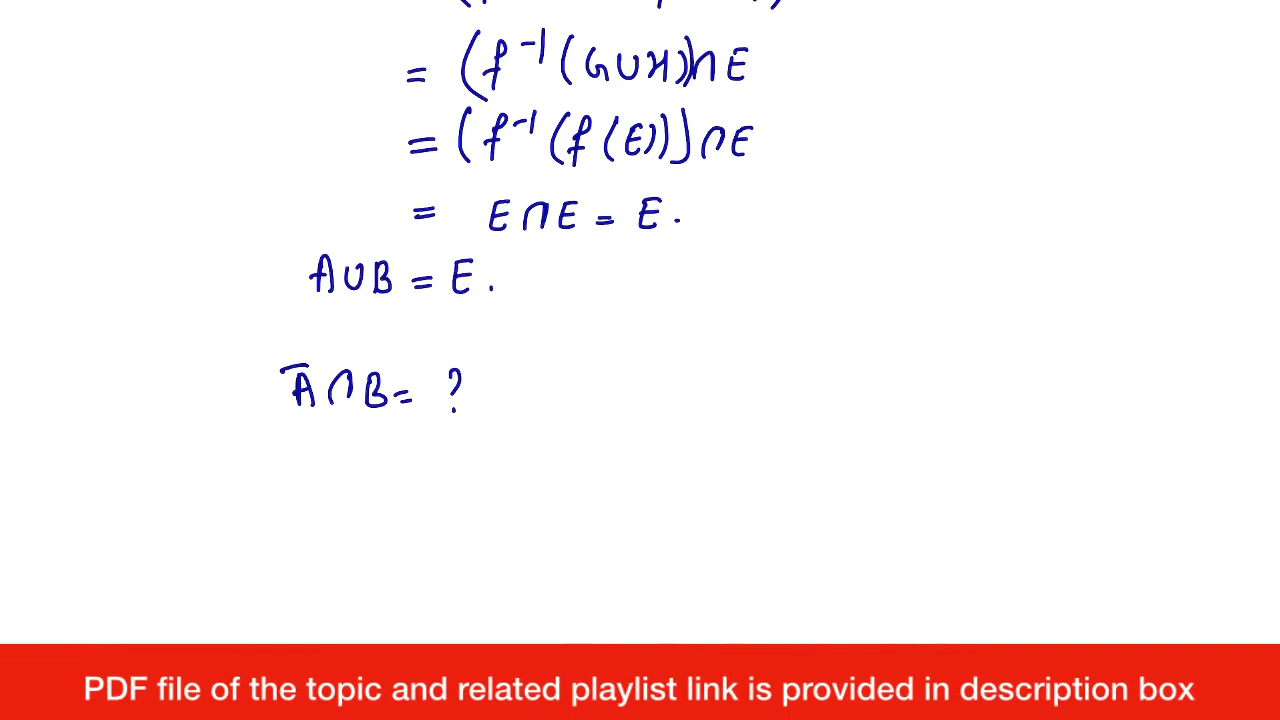 = (f⁻¹(G∪H))∩E
= (f⁻¹(f(E)))∩E
= E∩E = E.
A∪B = E.
A̅∩B = ?
PDF file of the topic and related playlist link is provided in description box